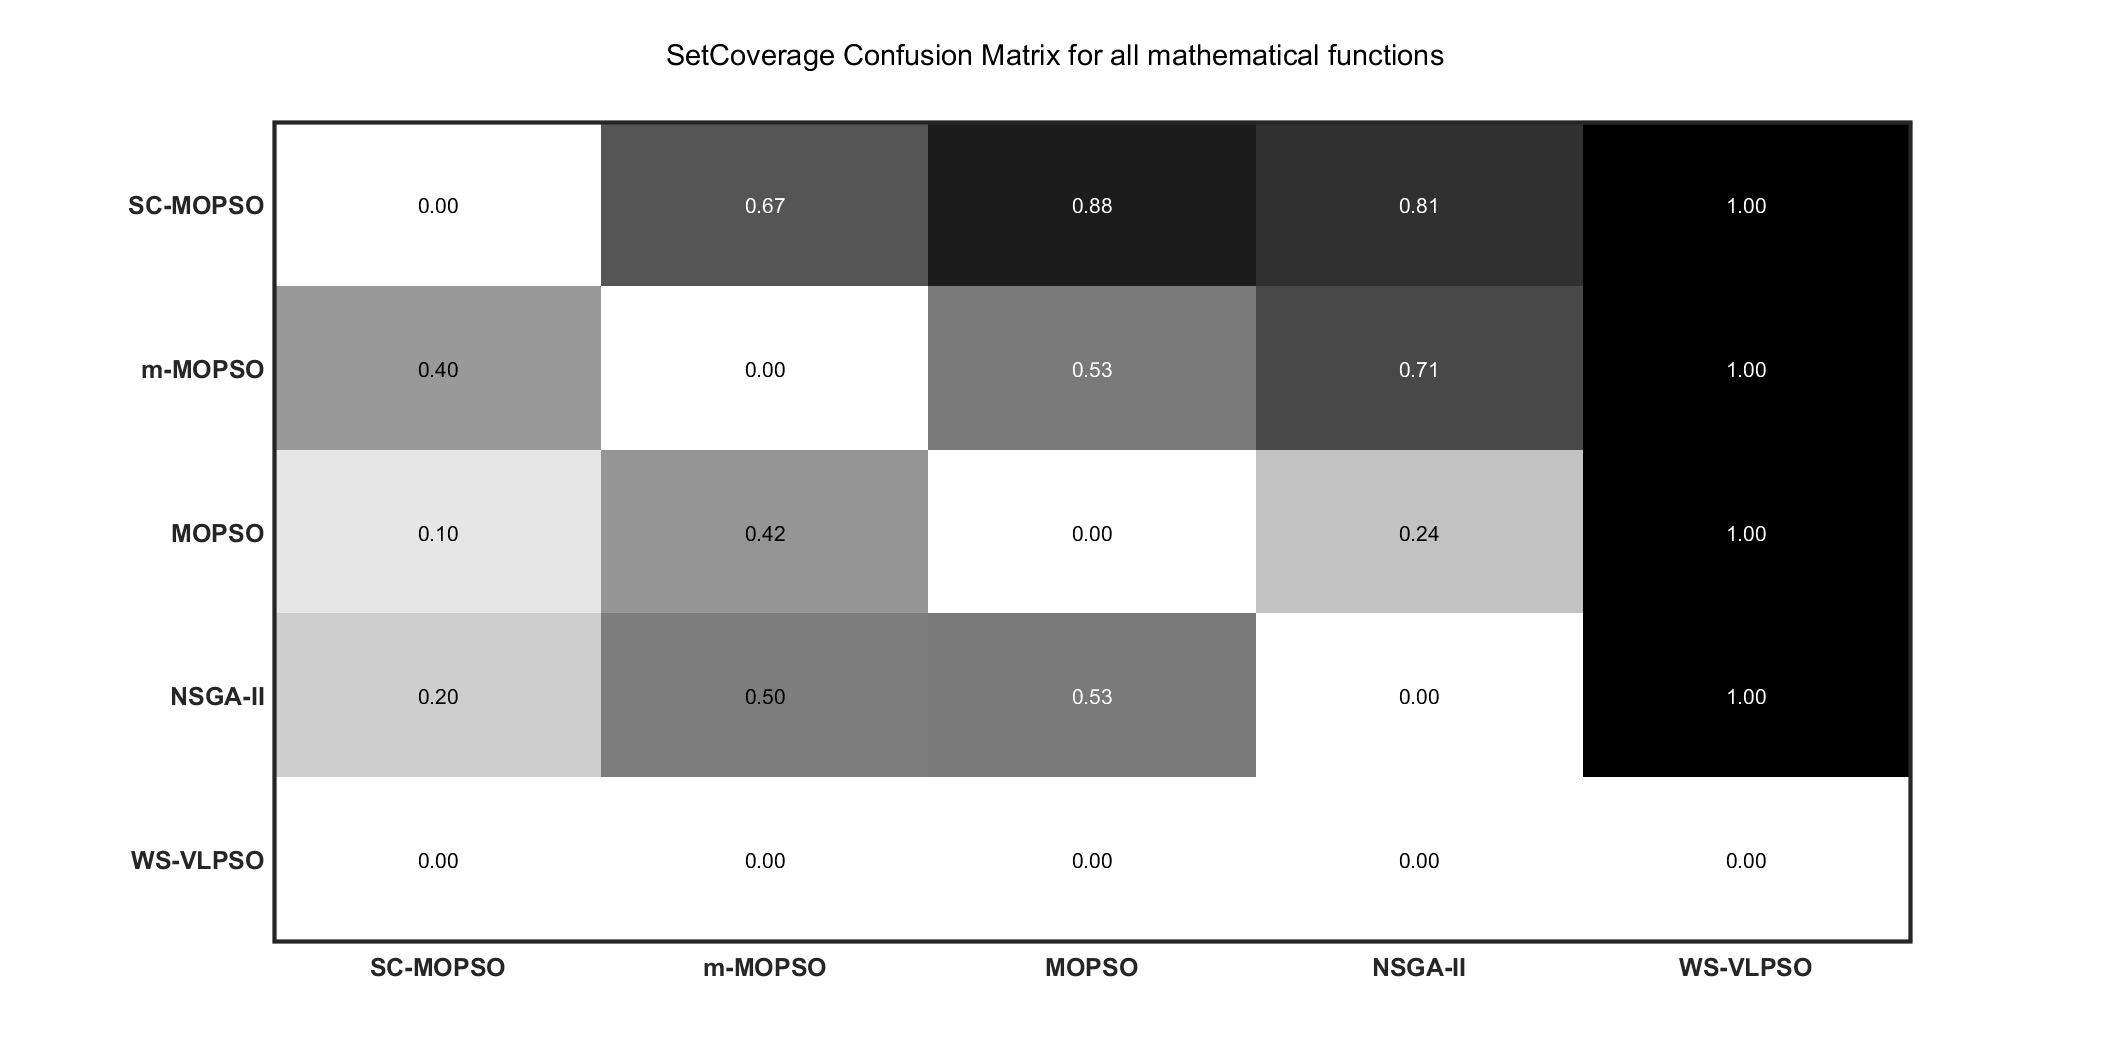 SetCoverage Confusion Matrix for all mathematical functions
SC-MOPSO 0.00 0.67 0.88 0.81 1.00
m-MOPSO 0.40 0.00 0.53 0.71 1.00
MOPSO 0.10 0.42 0.00 0.24 1.00
NSGA-II 0.20 0.50 0.53 0.00 1.00
WS-VLPSO 0.00 0.00 0.00 0.00 0.00
SC-MOPSO m-MOPSO MOPSO NSGA-II WS-VLPSO